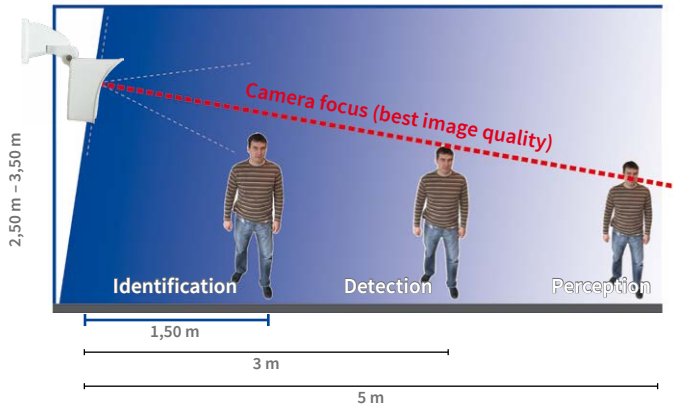 Camera focus (best image quality)
2,50 m – 3,50 m
Identification
Detection
Perception
1,50 m
3 m
5 m